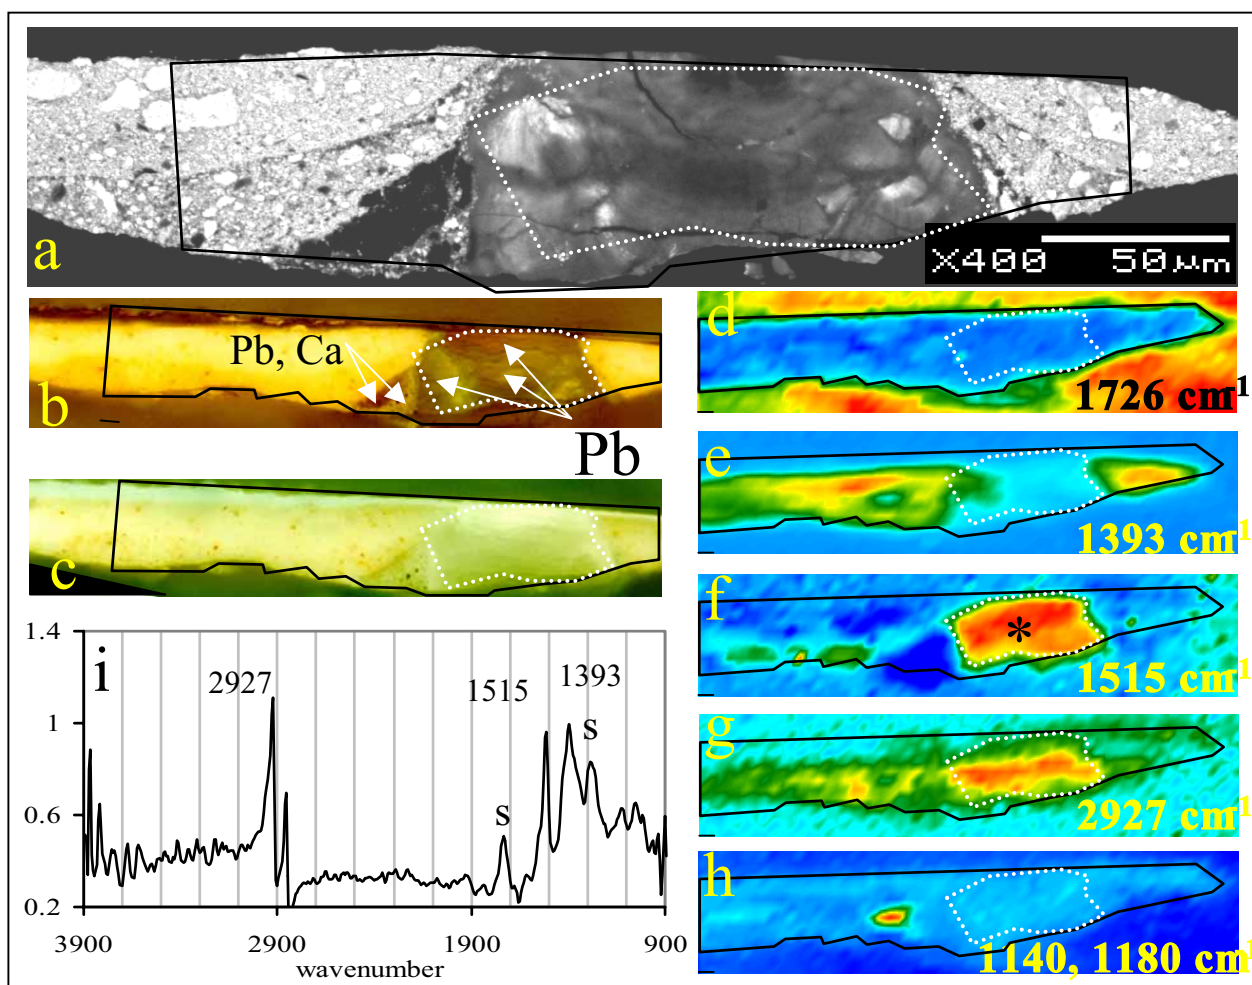 a
X400 50µm
b
Pb, Ca
Pb
c
d
1726 cm-1
e
1393 cm-1
f
*
1515 cm-1
g
2927 cm-1
h
1140, 1180 cm
i
1.4
1
0.6
0.2
2927
1515
1393
s
s
3900
2900
1900
900
wavenumber